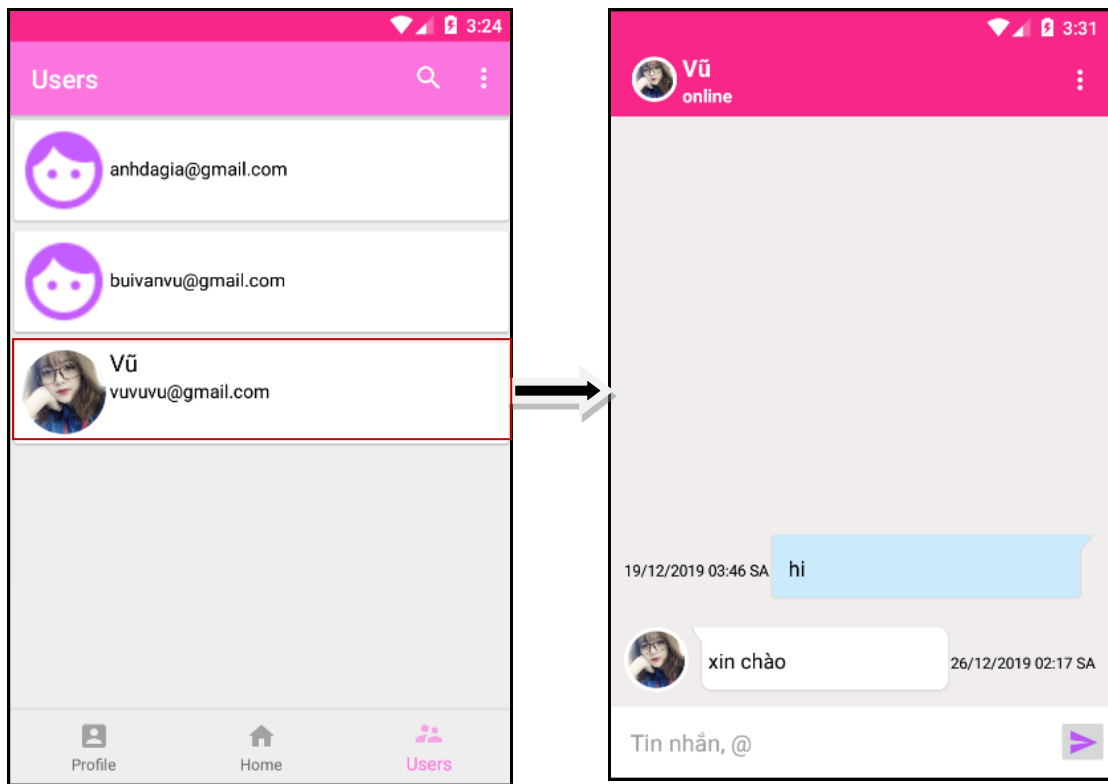 3:24
Users
anhdagia@gmail.com
buivanvu@gmail.com
Vũ
vuvuvu@gmail.com
Profile
Home
Users
3:31
Vũ
online
19/12/2019 03:46 SA
hi
xin chào
26/12/2019 02:17 SA
Tin nhắn, @